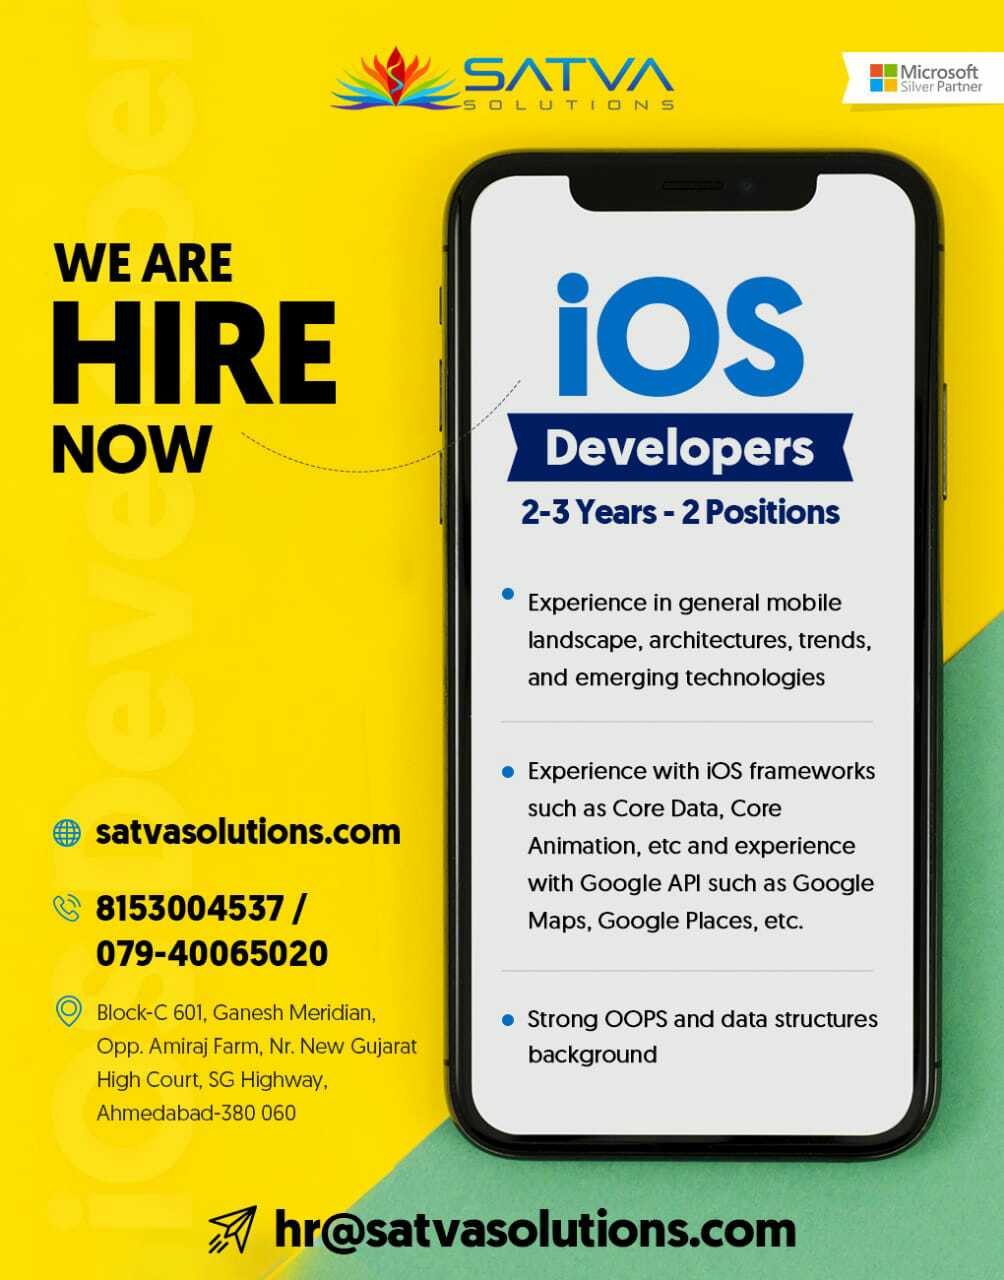 SATVA
SOLUTIONS
Microsoft
Silver Partner
WE ARE
HIRE
NOW
iOS
Developers
2-3 Years - 2 Positions
Experience in general mobile
landscape, architectures, trends,
and emerging technologies
Experience with iOS frameworks
such as Core Data, Core
Animation, etc and experience
with Google API such as Google
Maps, Google Places, etc.
Strong OOPS and data structures
background
iOS Developer
satvasolutions.com
8153004537 /
079-40065020
Block-C 601, Ganesh Meridian,
Opp. Amiraj Farm, Nr. New Gujarat
High Court, SG Highway,
Ahmedabad-380 060
hr@satvasolutions.com